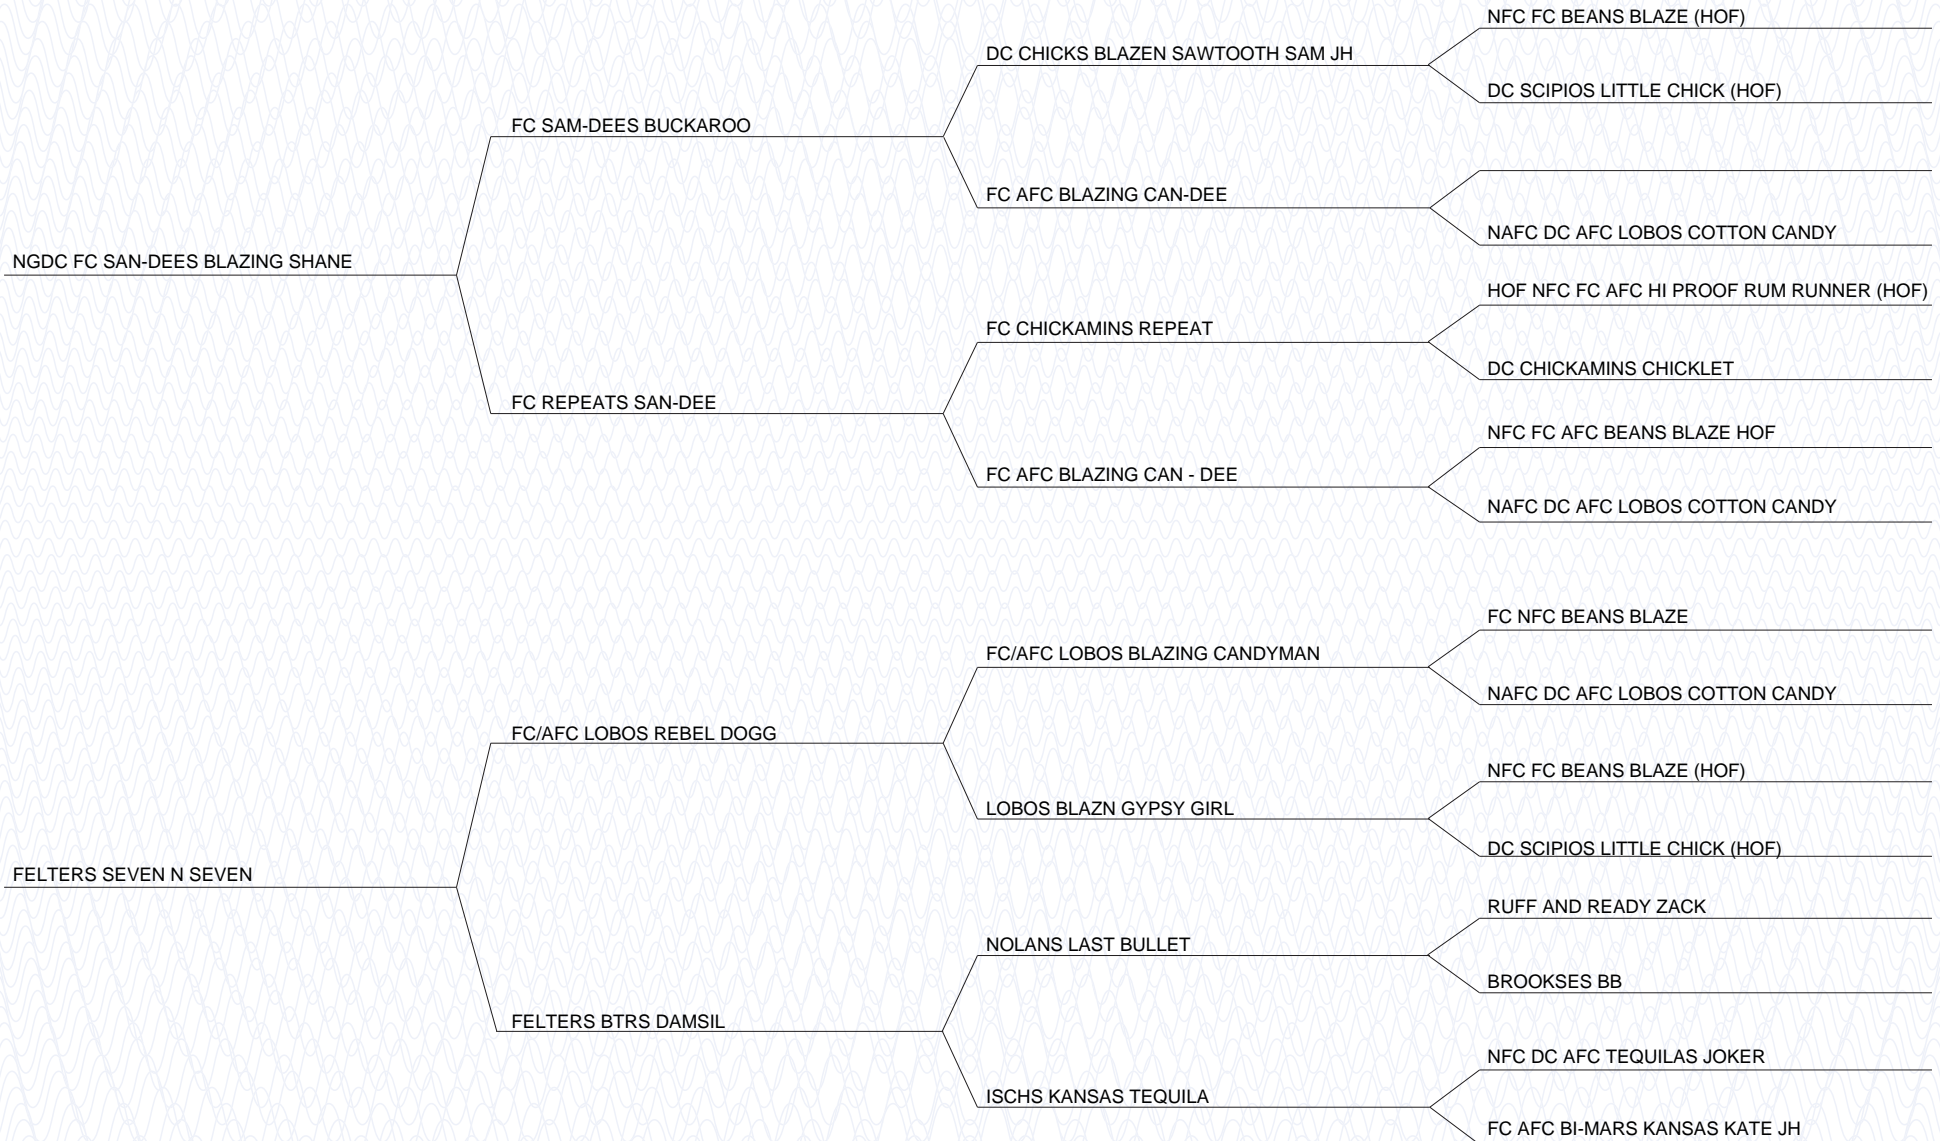 NFC FC BEANS BLAZE (HOF)
DC CHICKS BLAZEN SAWTOOTH SAM JH
DC SCIPIOS LITTLE CHICK (HOF)
FC SAM-DEES BUCKAROO
FC AFC BLAZING CAN-DEE
NAFC DC AFC LOBOS COTTON CANDY
NGDC FC SAN-DEES BLAZING SHANE
HOF NFC FC AFC HI PROOF RUM RUNNER (HOF)
FC CHICKAMINS REPEAT
DC CHICKAMINS CHICKLET
FC REPEATS SAN-DEE
NFC FC AFC BEANS BLAZE HOF
FC AFC BLAZING CAN - DEE
NAFC DC AFC LOBOS COTTON CANDY
FC NFC BEANS BLAZE
FC/AFC LOBOS BLAZING CANDYMAN
NAFC DC AFC LOBOS COTTON CANDY
FC/AFC LOBOS REBEL DOGG
NFC FC BEANS BLAZE (HOF)
LOBOS BLAZN GYPSY GIRL
DC SCIPIOS LITTLE CHICK (HOF)
FELTERS SEVEN N SEVEN
RUFF AND READY ZACK
NOLANS LAST BULLET
BROOKSES BB
FELTERS BTRS DAMSIL
NFC DC AFC TEQUILAS JOKER
ISCHS KANSAS TEQUILA
FC AFC BI-MARS KANSAS KATE JH